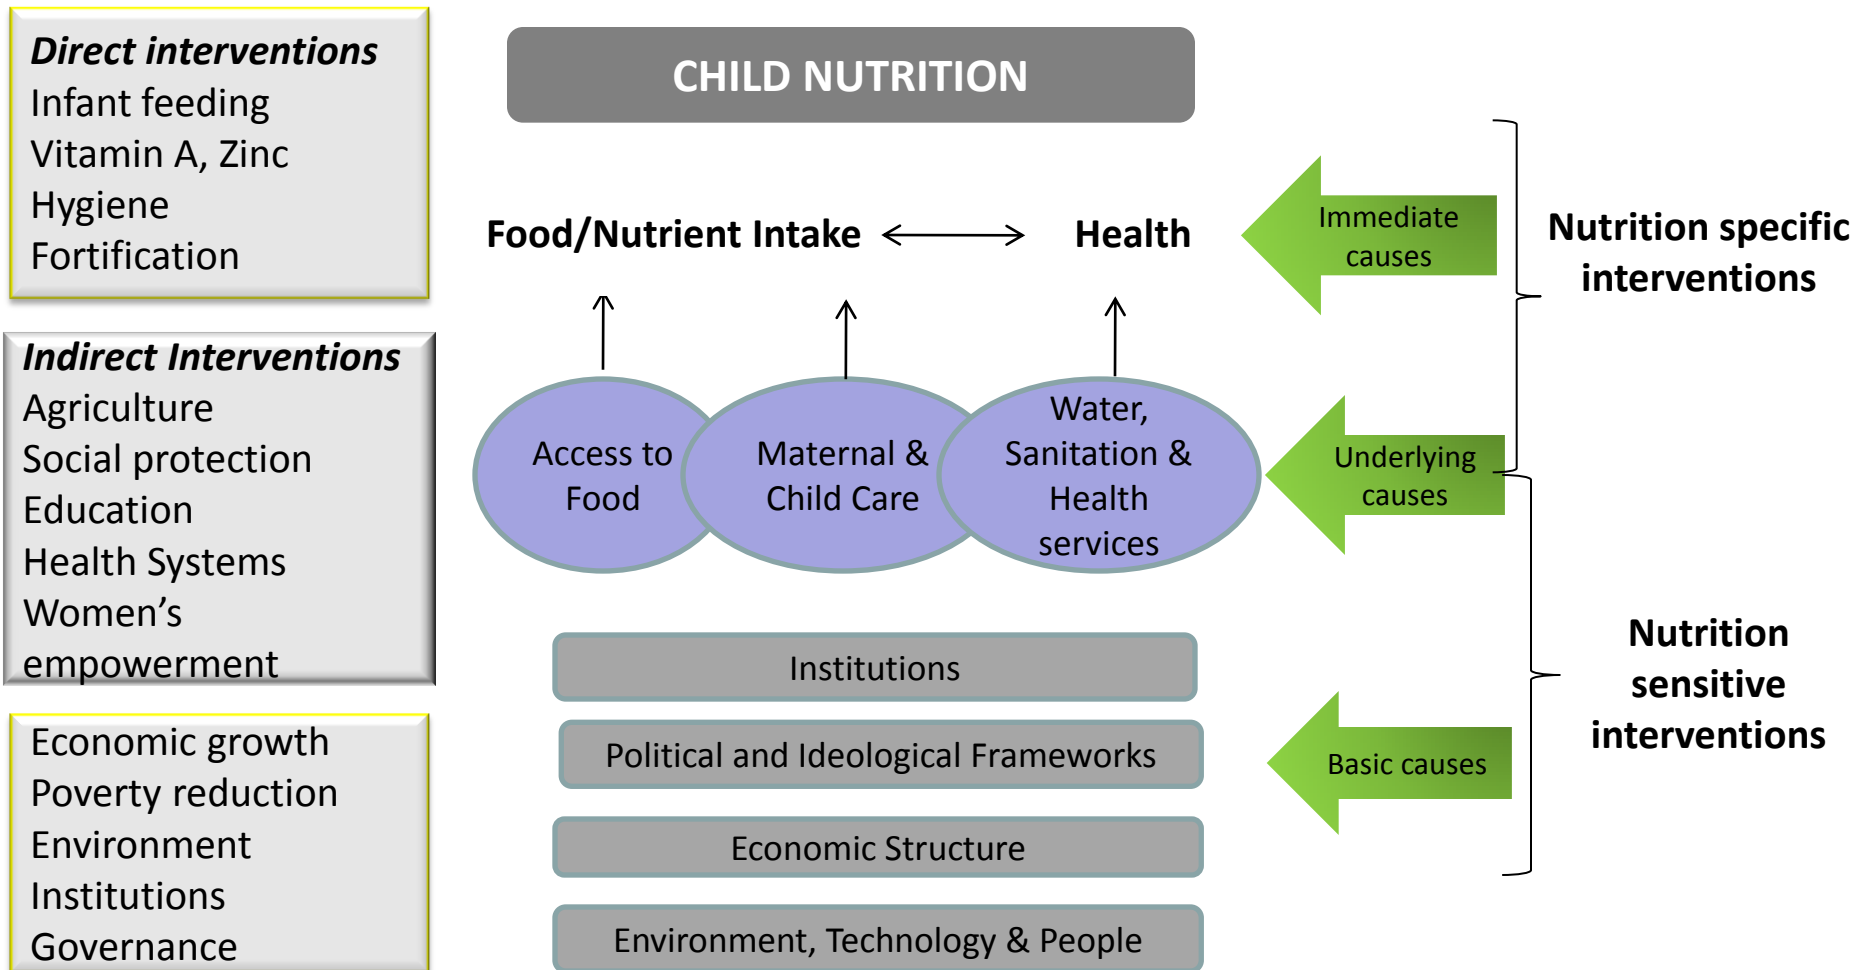 Direct interventions
Infant feeding
Vitamin A, Zinc
Hygiene
Fortification
Indirect Interventions
Agriculture
Social protection
Education
Health Systems
Women’s
empowerment
Economic growth
Poverty reduction
Environment
Institutions
Governance
CHILD NUTRITION
Food/Nutrient Intake
Health
Access to
Food
Maternal &
Child Care
Water,
Sanitation &
Health
services
Institutions
Political and Ideological Frameworks
Economic Structure
Environment, Technology & People
Immediate
causes
Underlying
causes
Basic causes
Nutrition specific
interventions
Nutrition
sensitive
interventions